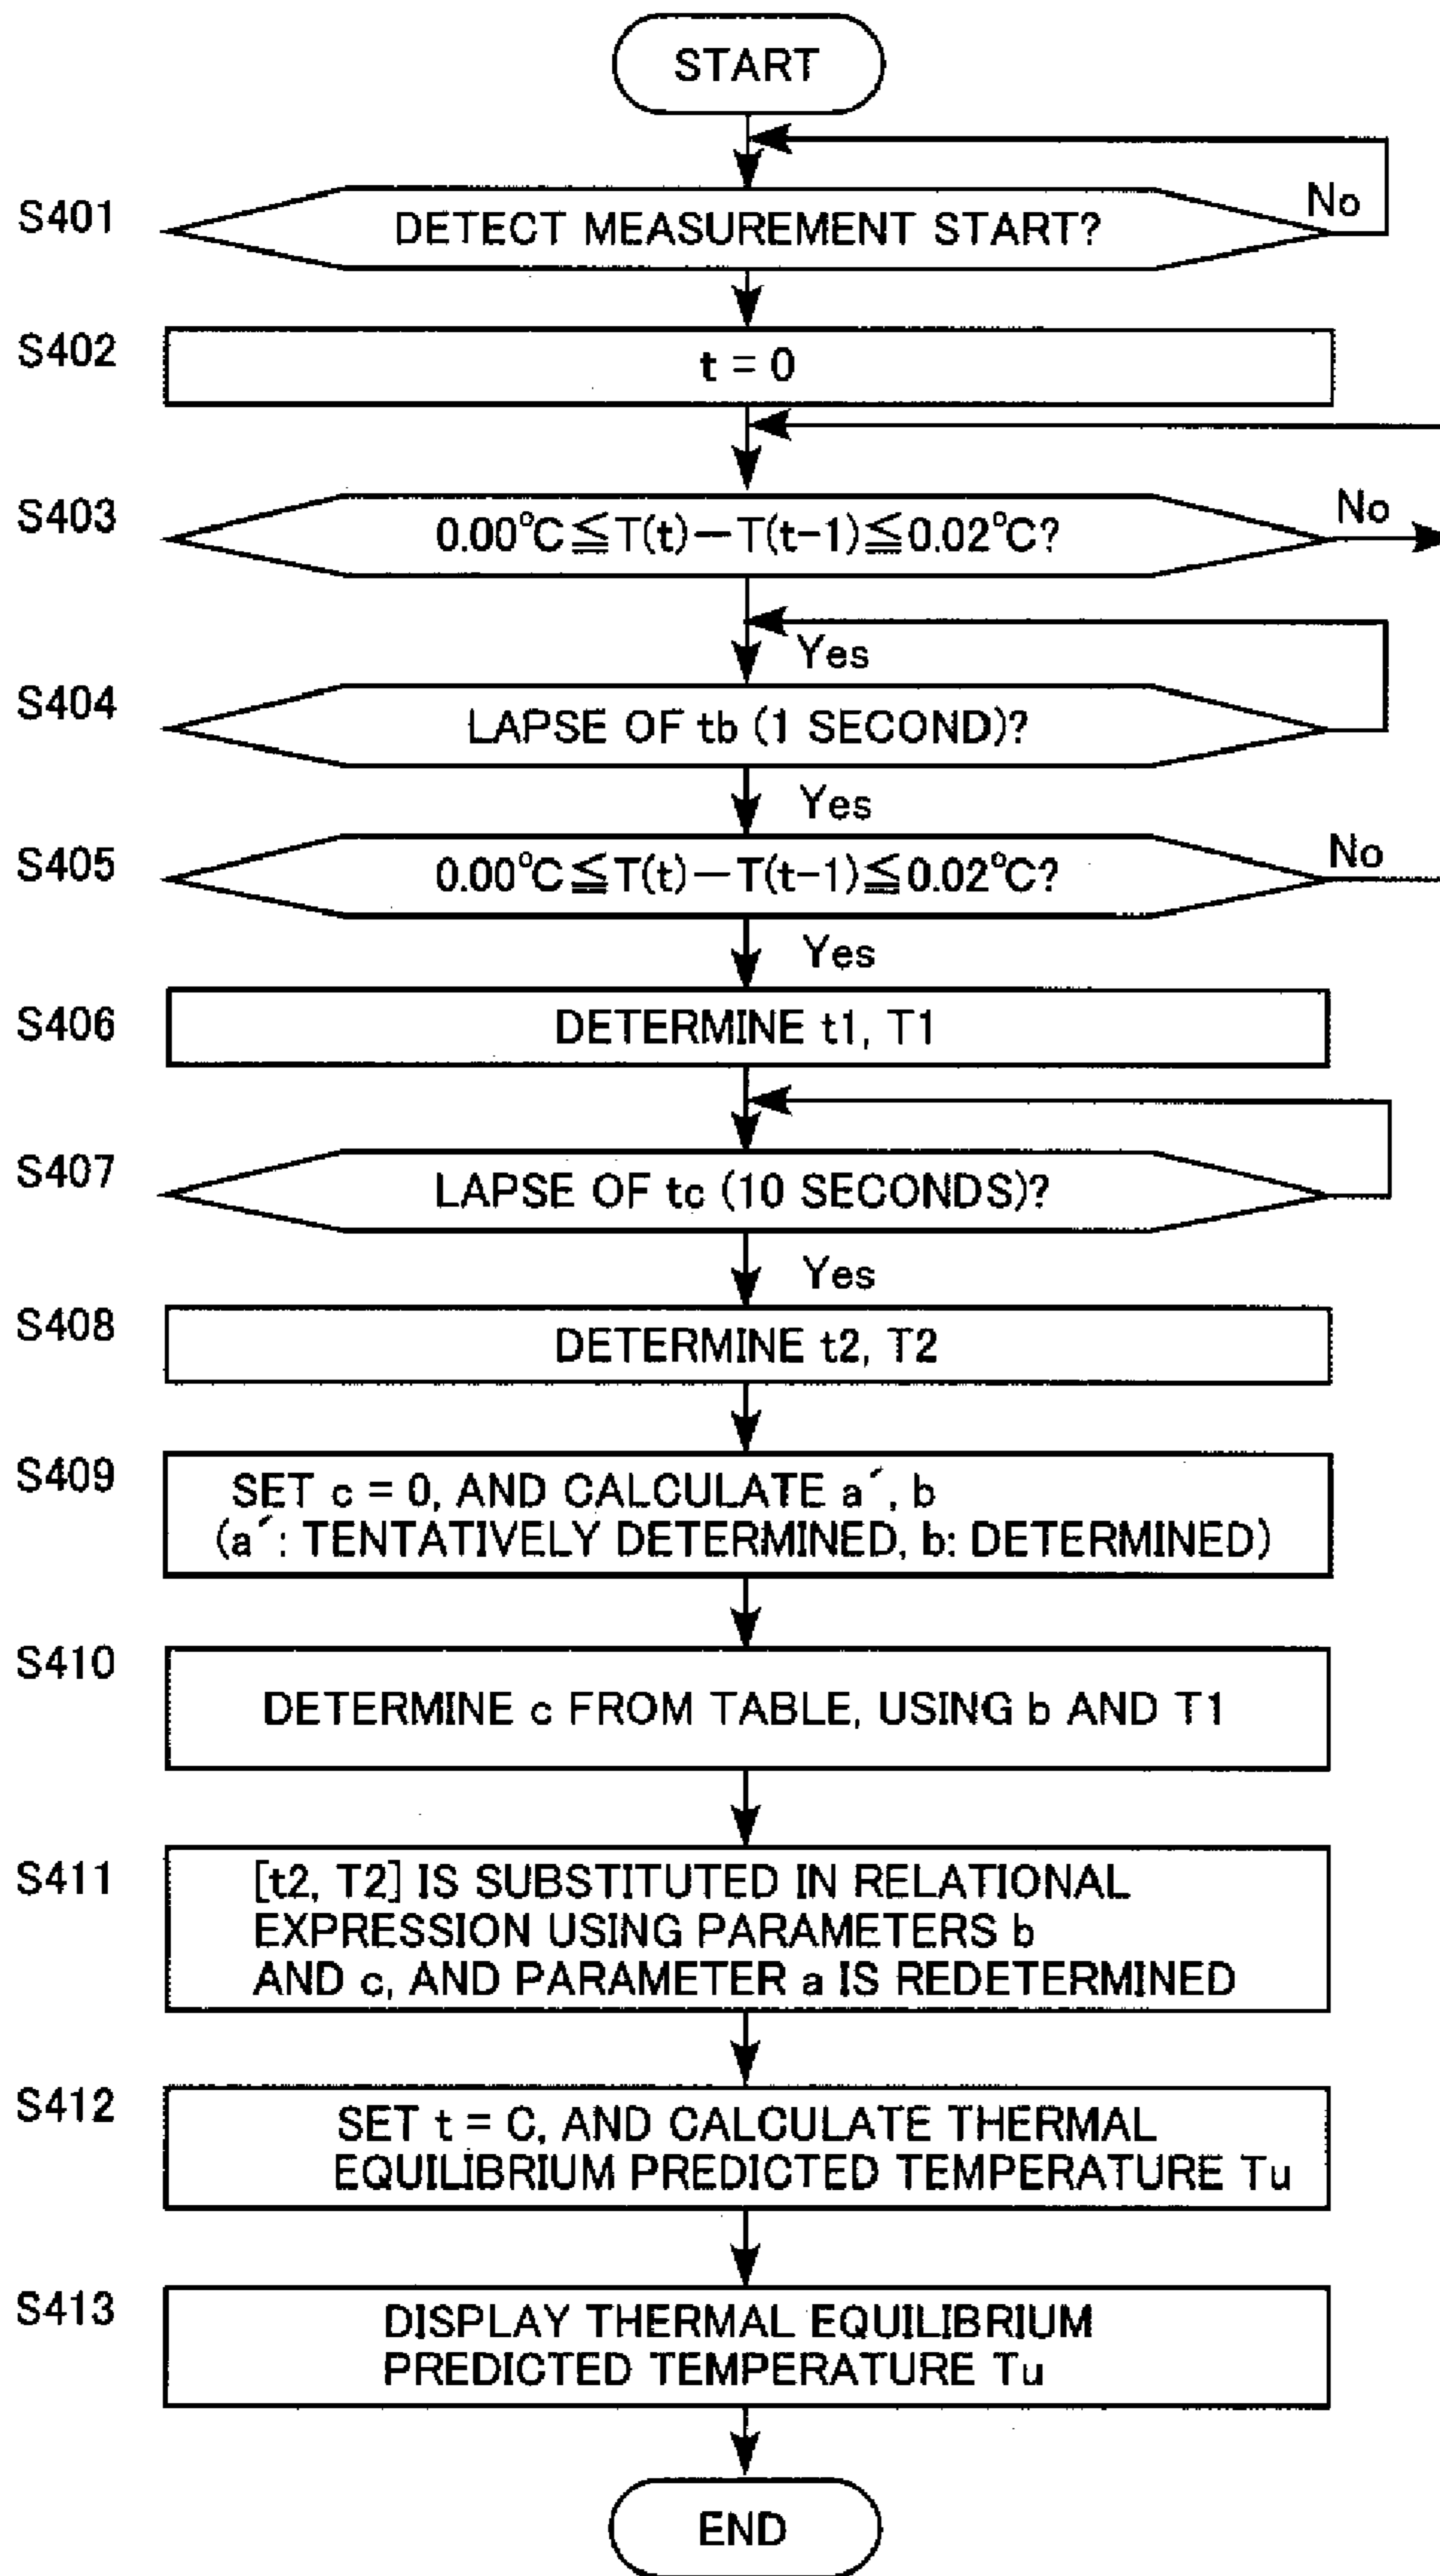 START
No
S401
DETECT MEASUREMENT START?
S402
t = 0
S403
0.00°C≦T(t)−T(t-1)≦0.02°C?
No
Yes
S404
LAPSE OF tb (1 SECOND)?
Yes
S405
0.00°C≦T(t)−T(t-1)≦0.02°C?
No
Yes
S406
DETERMINE t1, T1
S407
LAPSE OF tc (10 SECONDS)?
Yes
S408
DETERMINE t2, T2
S409
SET c = 0, AND CALCULATE a´, b
(a´: TENTATIVELY DETERMINED, b: DETERMINED)
S410
DETERMINE c FROM TABLE, USING b AND T1
S411
[t2, T2] IS SUBSTITUTED IN RELATIONAL
EXPRESSION USING PARAMETERS b
AND c, AND PARAMETER a IS REDETERMINED
S412
SET t = C, AND CALCULATE THERMAL
EQUILIBRIUM PREDICTED TEMPERATURE Tu
S413
DISPLAY THERMAL EQUILIBRIUM
PREDICTED TEMPERATURE Tu
END